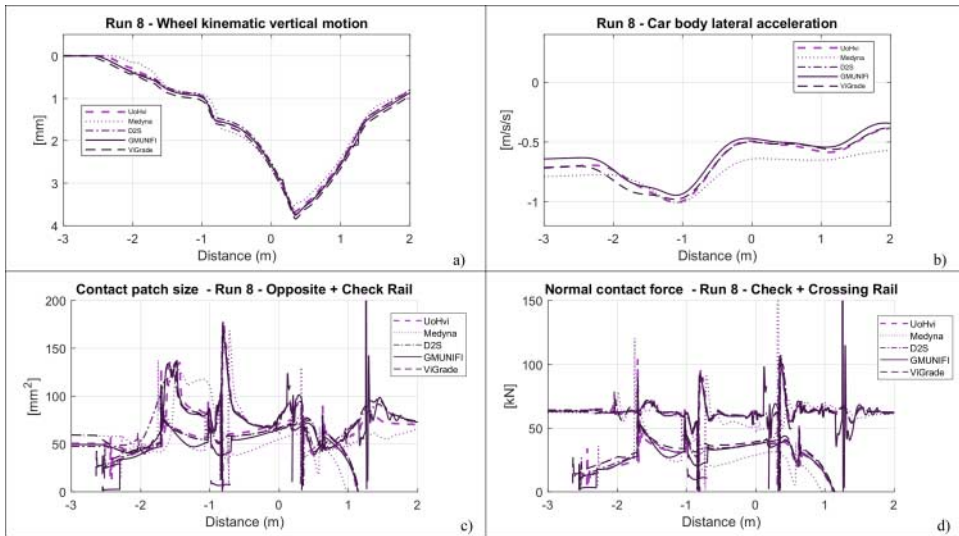 Run 8 - Wheel kinematic vertical motion
0
1
2
3
4
[mm]
UoHvi
Medyna
D2S
GMUNIFI
ViGrade
-3
-2
-1
0
1
2
Distance (m)
a)
Run 8 - Car body lateral acceleration
0
-0.5
-1
[m/s/s]
UoHvi
Medyna
D2S
GMUNIFI
ViGrade
-3
-2
-1
0
1
2
Distance (m)
b)
Contact patch size - Run 8 - Opposite + Check Rail
200
150
100
50
0
[mm²]
UoHvi
Medyna
D2S
GMUNIFI
ViGrade
-3
-2
-1
0
1
2
Distance (m)
c)
Normal contact force - Run 8 - Check + Crossing Rail
150
100
50
0
[kN]
UoHvi
Medyna
D2S
GMUNIFI
ViGrade
-3
-2
-1
0
1
2
Distance (m)
d)